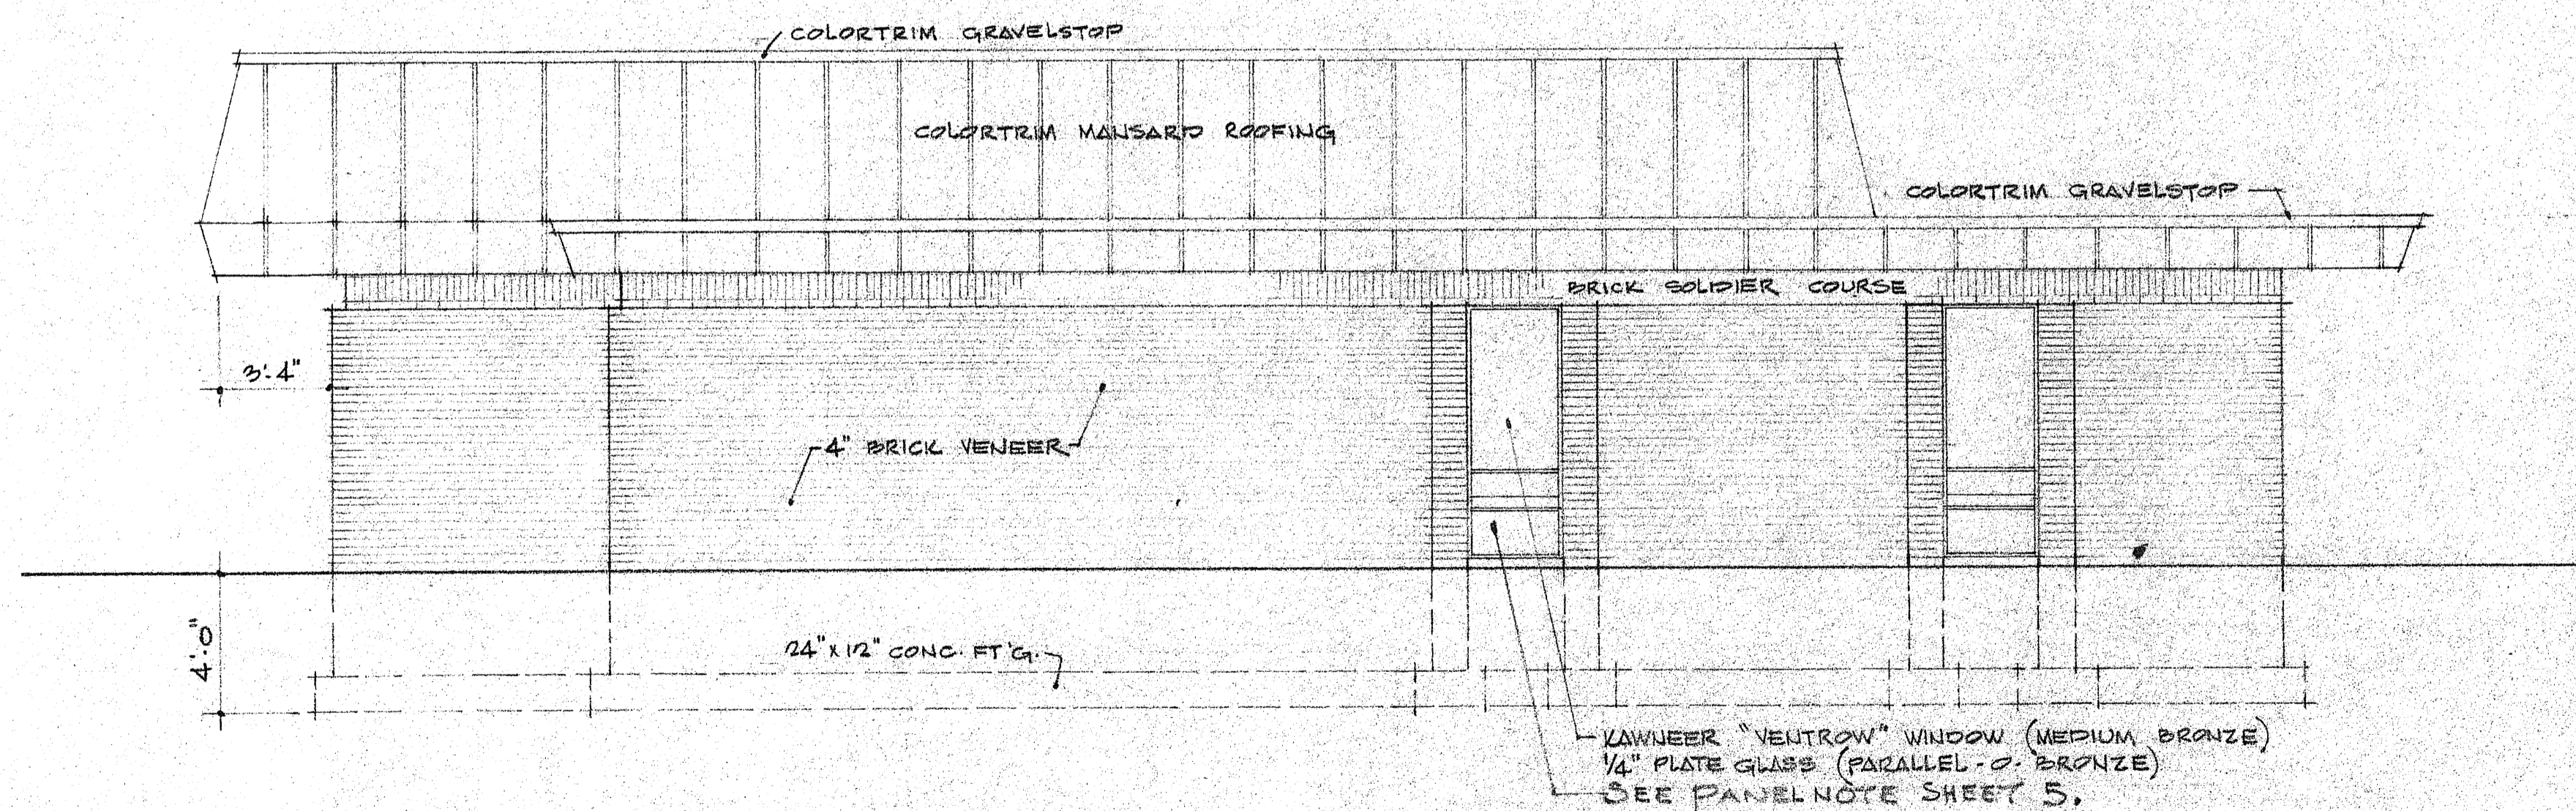 COLORTRIM GRAVELSTOP
COLORTRIM MANSARD ROOFING
COLORTRIM GRAVELSTOP
BRICK SOLDIER COURSE
3'-4"
4" BRICK VENEER
4'-0"
24" X 12" CONC. FT'G.
KAWNEER "VENTROW" WINDOW (MEDIUM BRONZE)
1/4" PLATE GLASS (PARALLEL-O-BRONZE)
SEE PANEL NOTE SHEET 5.